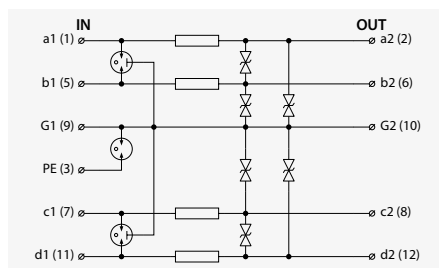 IN OUT
a1 (1) a2 (2)
b1 (5) b2 (6)
G1 (9) G2 (10)
PE (3)
c1 (7) c2 (8)
d1 (11) d2 (12)